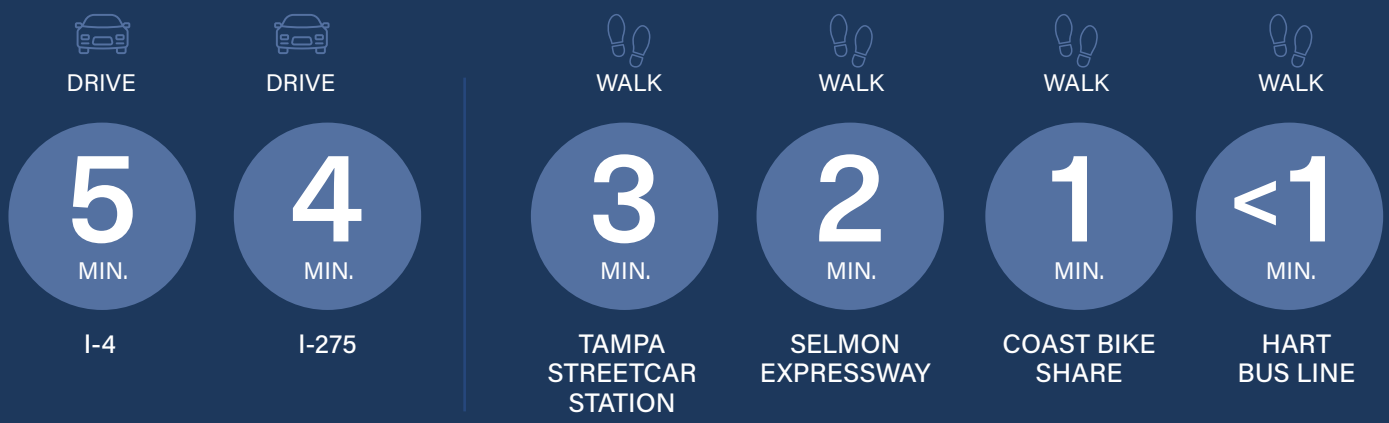 DRIVE
5
MIN.
I-4
DRIVE
4
MIN.
I-275
WALK
3
MIN.
TAMPA
STREETCAR
STATION
WALK
2
MIN.
SELMON
EXPRESSWAY
WALK
1
MIN.
COAST BIKE
SHARE
WALK
<1
MIN.
HART
BUS LINE